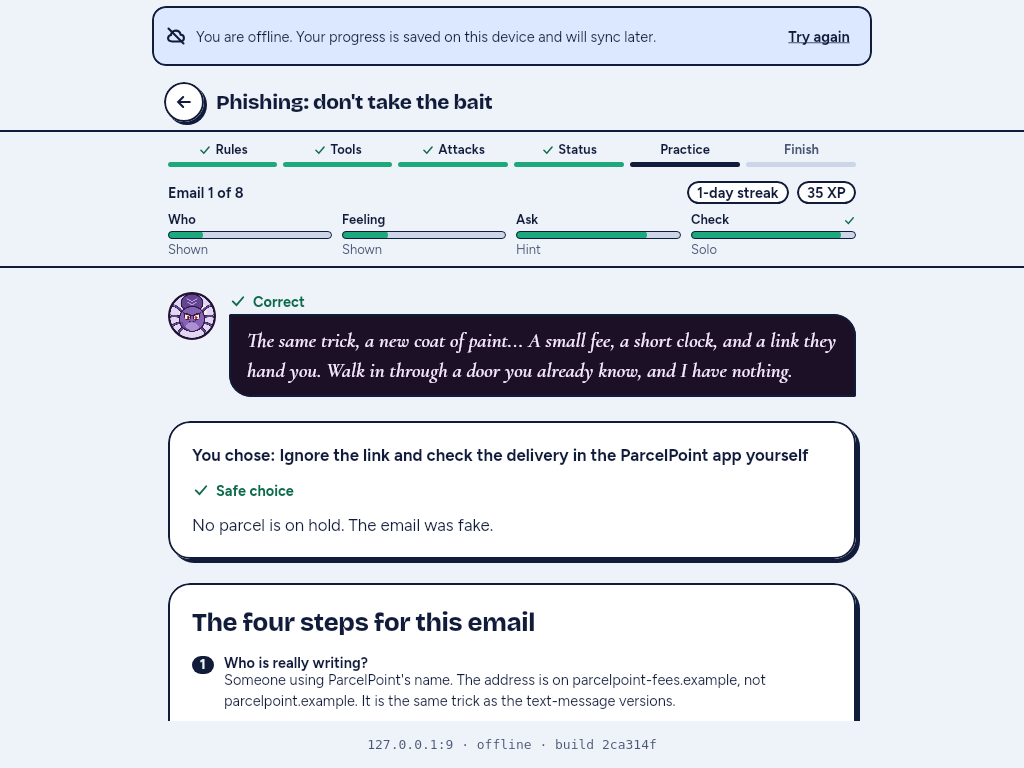 You are offline. Your progress is saved on this device and will sync later.
Try again
Phishing: don't take the bait
Rules
Tools
Attacks
Status
Practice
Finish
Email 1 of 8
1-day streak
35 XP
Who
Feeling
Ask
Check
Shown
Shown
Hint
Solo
Correct
The same trick, a new coat of paint... A small fee, a short clock, and a link they
hand you. Walk in through a door you already know, and I have nothing.
You chose: Ignore the link and check the delivery in the ParcelPoint app yourself
Safe choice
No parcel is on hold. The email was fake.
The four steps for this email
1
Who is really writing?
Someone using ParcelPoint's name. The address is on parcelpoint-fees.example, not
parcelpoint.example. It is the same trick as the text-message versions.
127.0.0.1:9 · offline · build 2ca314f